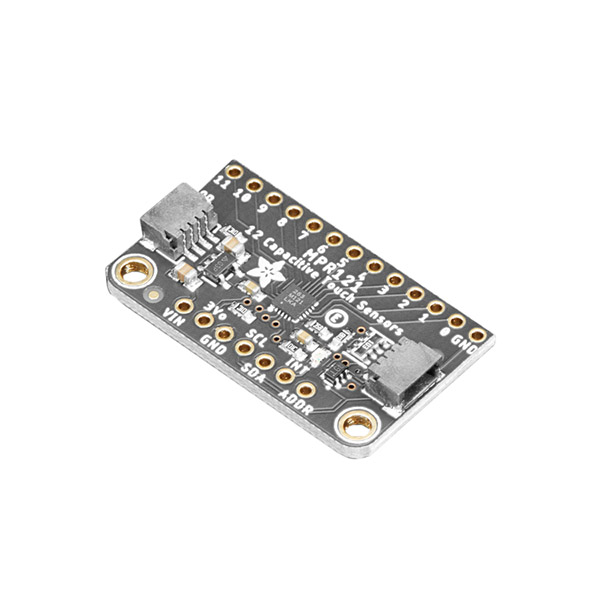 11 10 9 8 7 6 5 4 3 2 1 0 GND
MPR121
12 Capacitive Touch Sensors
VIN 3Vo GND SCL SDA INT ADDR